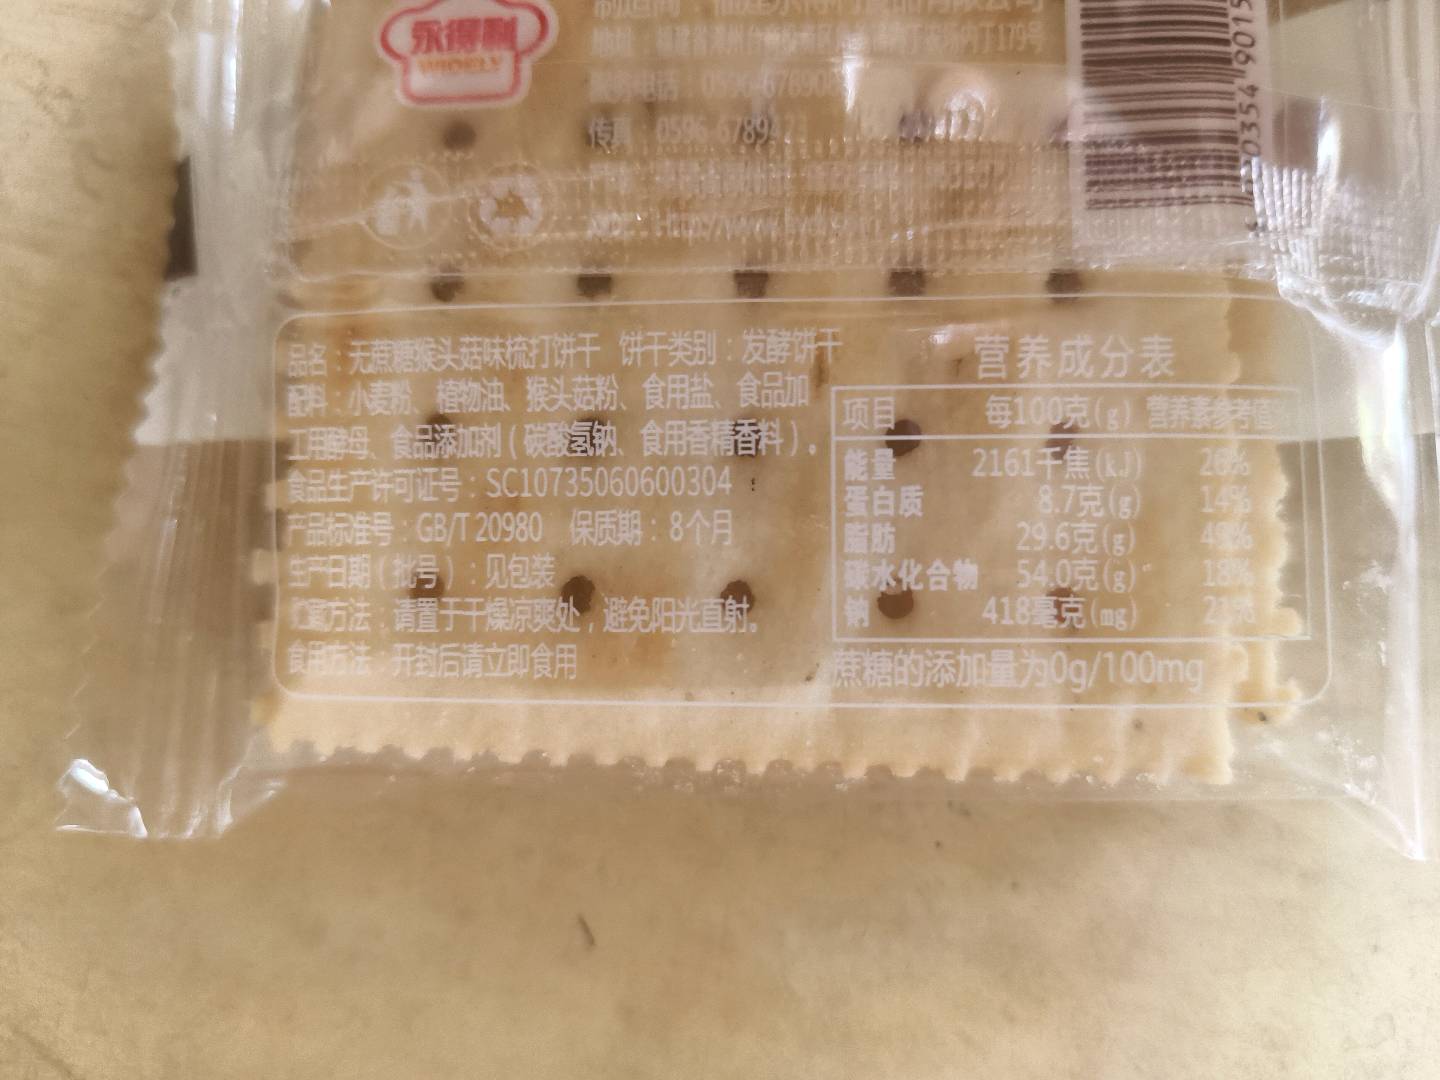 永得利
WIDELY
传真：0596-6789421
品名：无蔗糖猴头菇味梳打饼干 饼干类别：发酵饼干
配料：小麦粉、植物油、猴头菇粉、食用盐、食品加
工用酵母、食品添加剂（碳酸氢钠、食用香精香料）。
食品生产许可证号：SC10735060600304
产品标准号：GB/T 20980 保质期：8个月
生产日期（批号）：见包装
贮藏方法：请置于干燥凉爽处，避免阳光直射。
食用方法：开封后请立即食用
营养成分表
项目 每100克(g) 营养素参考值
能量 2161千焦(kJ) 26%
蛋白质 8.7克(g) 14%
脂肪 29.6克(g) 49%
碳水化合物 54.0克(g) 18%
钠 418毫克(mg) 21%
蔗糖的添加量为0g/100mg